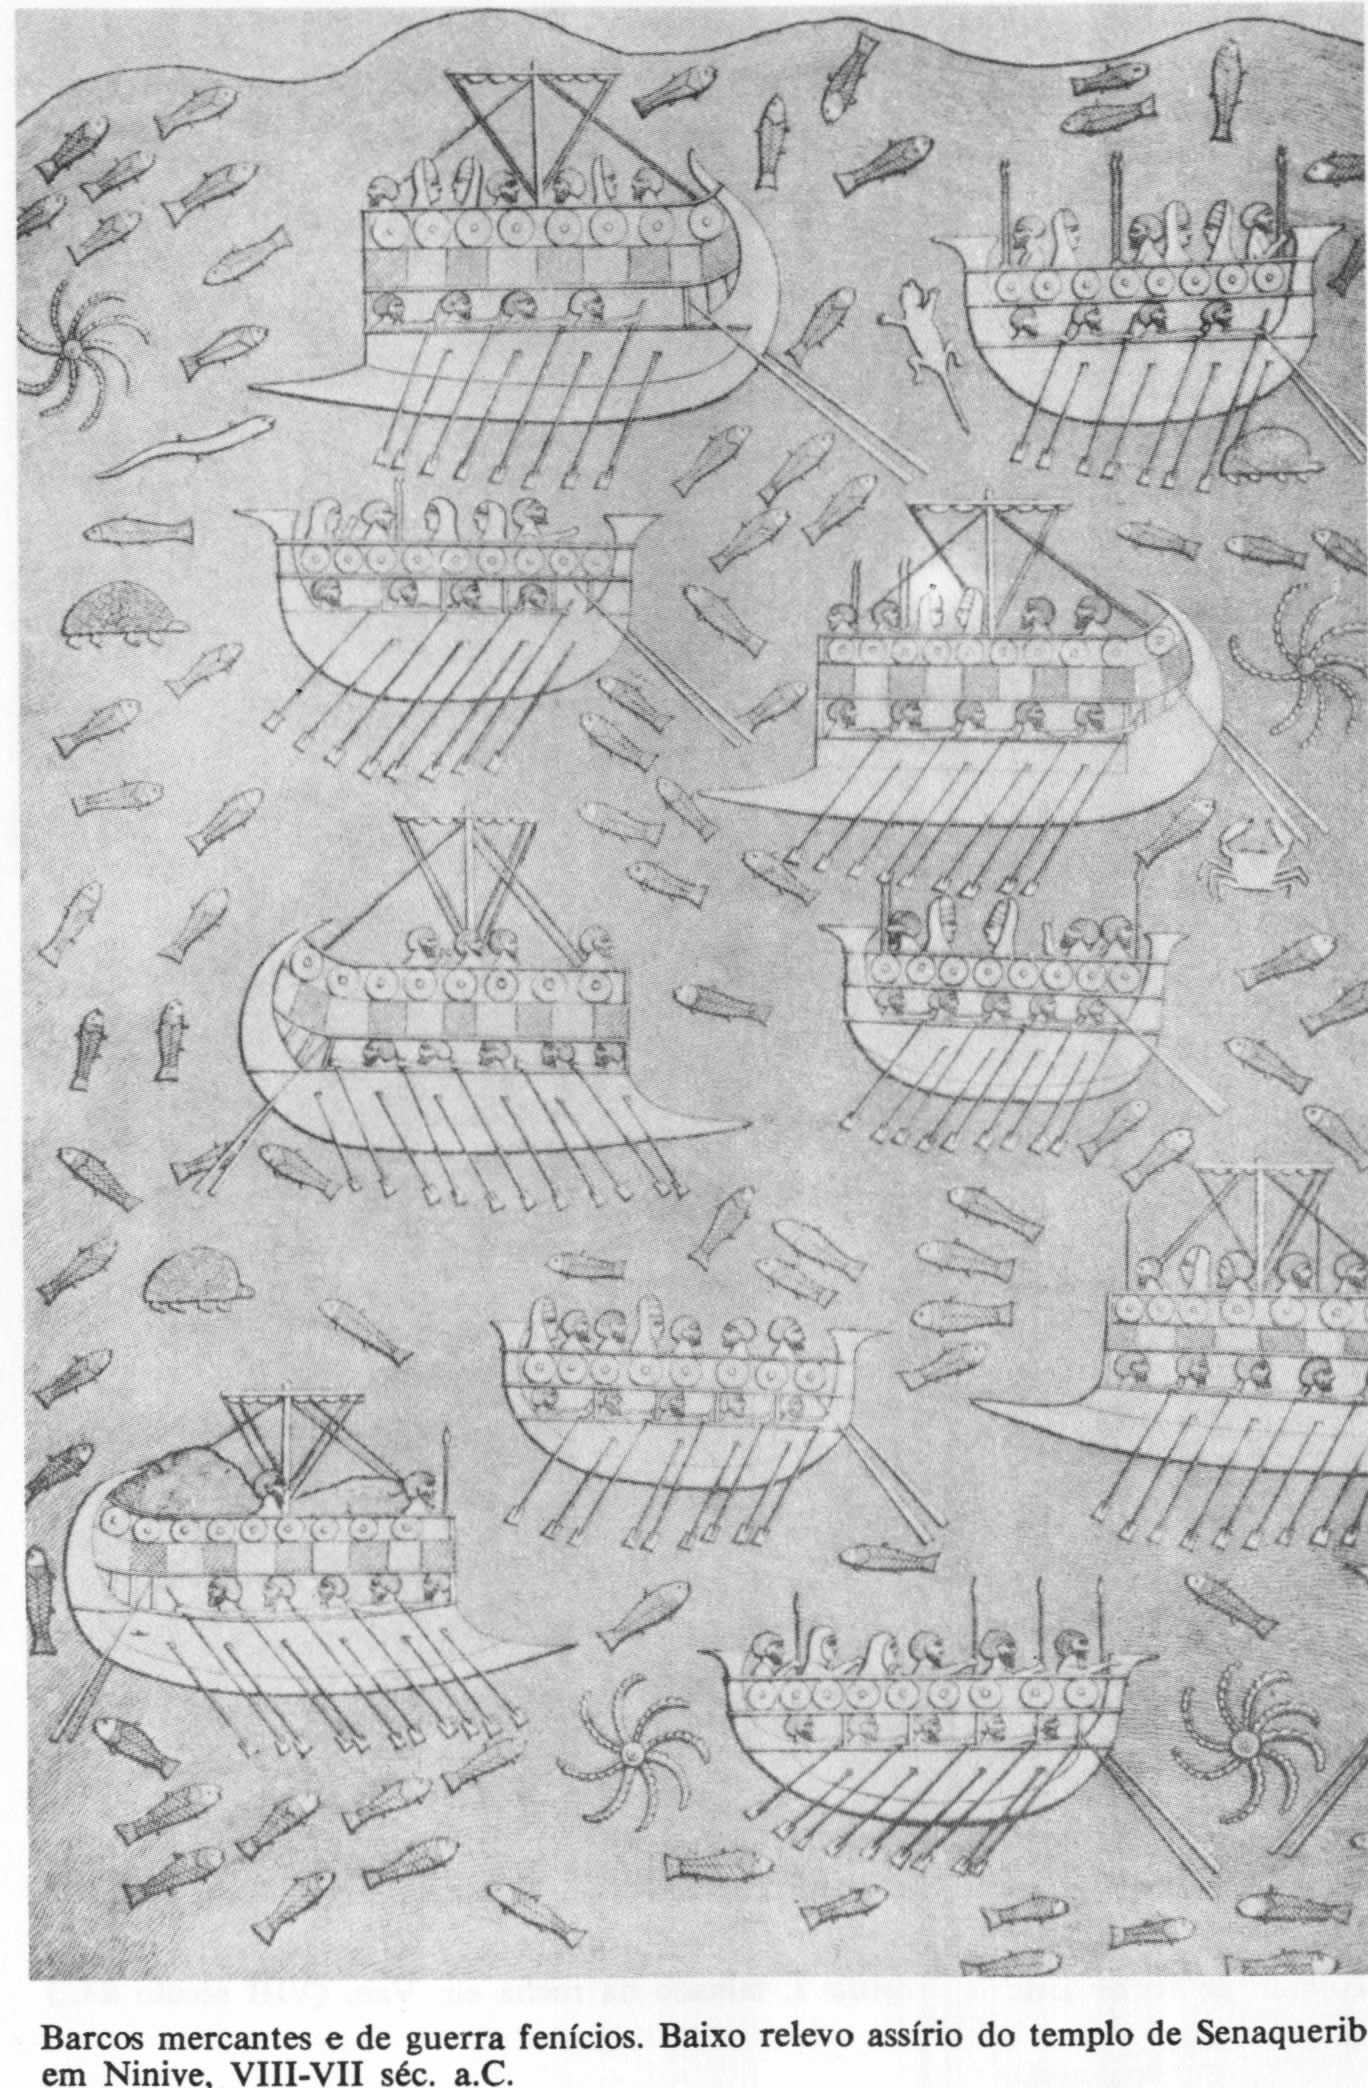 Barcos mercantes e de guerra fenícios. Baixo relevo assírio do templo de Senaquerib
em Ninive, VIII-VII séc. a.C.